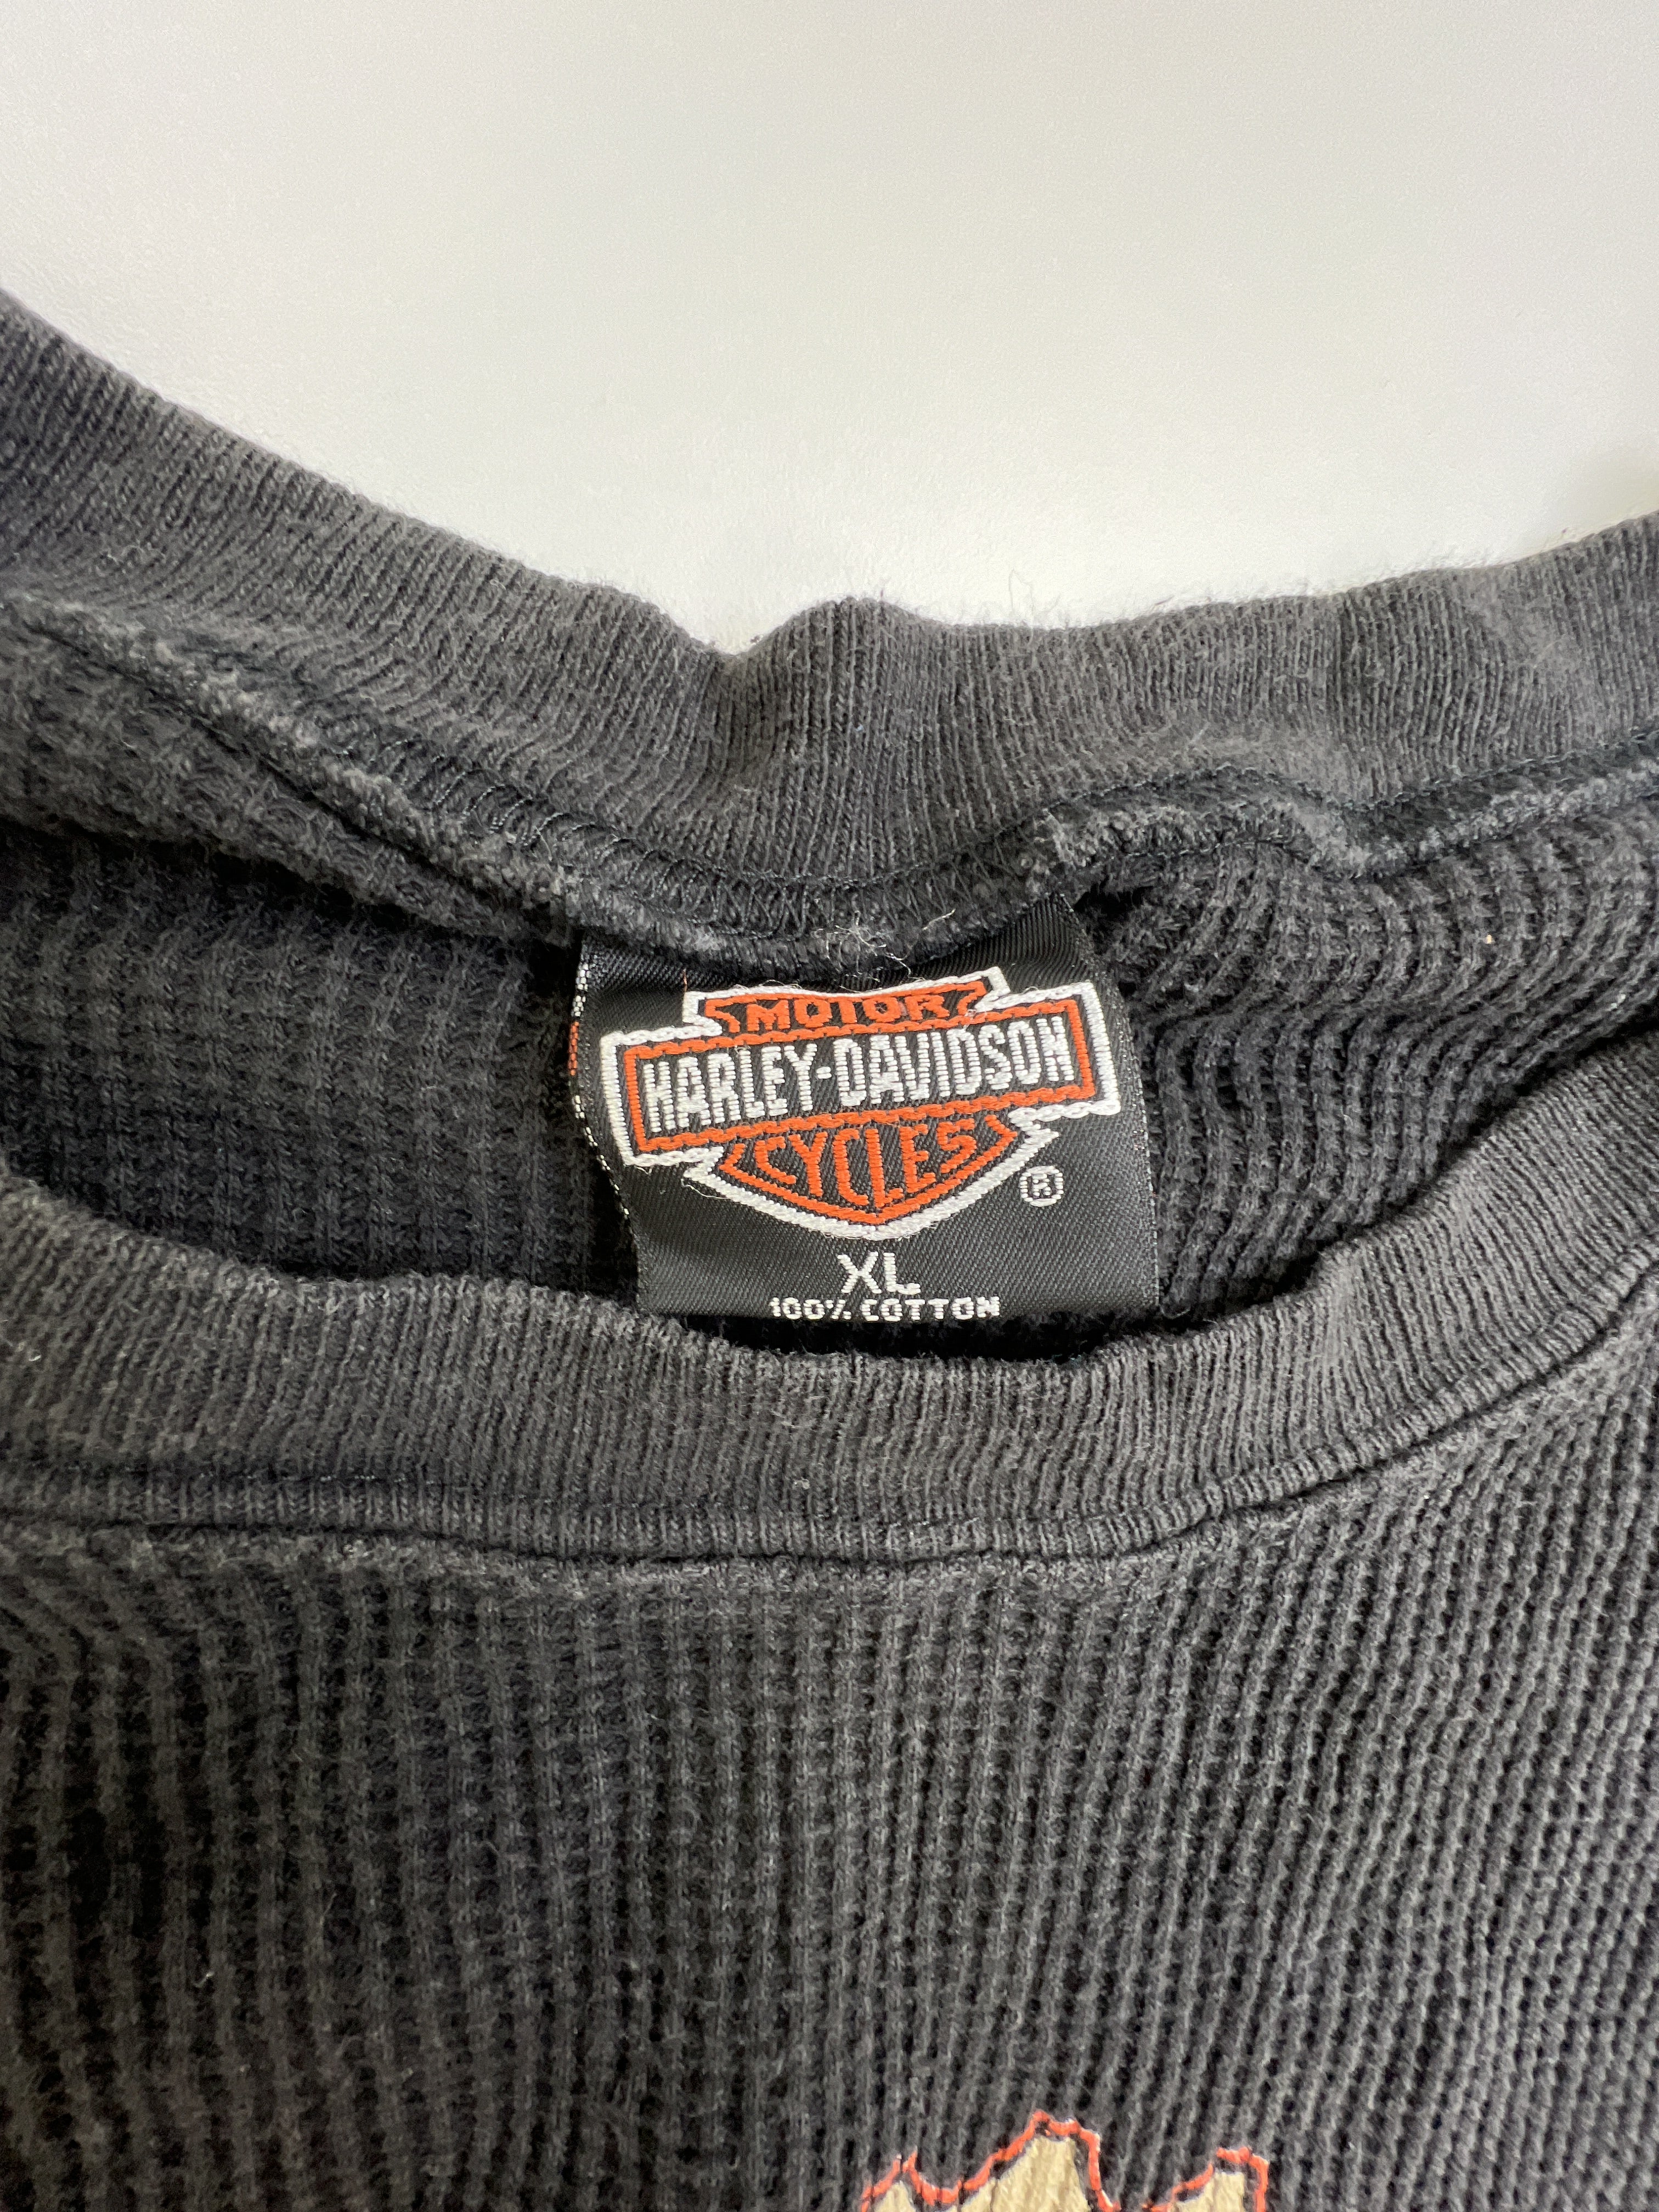 MOTOR
HARLEY-DAVIDSON
CYCLES
®
XL
100% COTTON